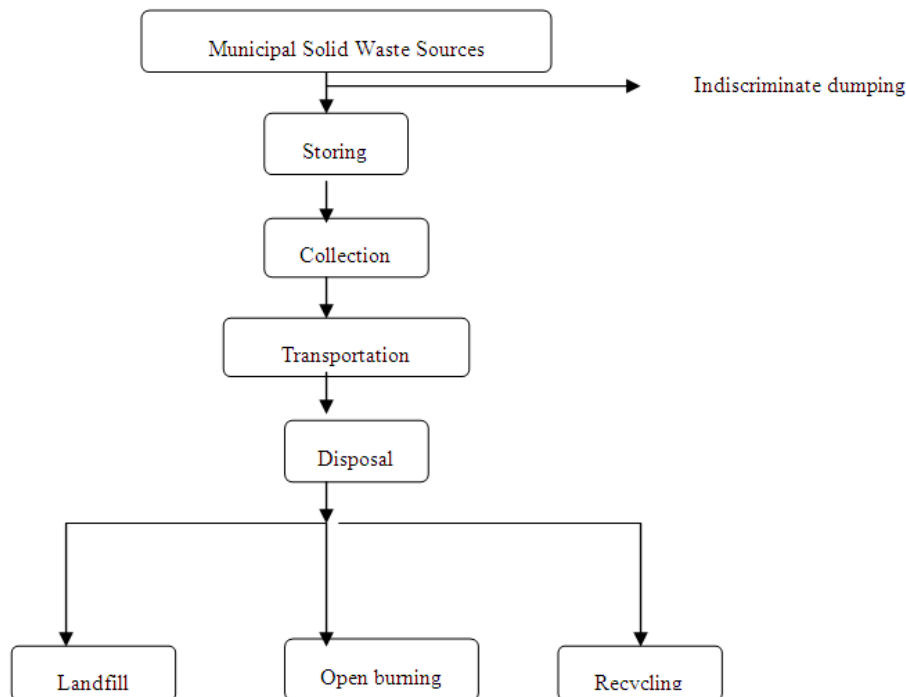 Municipal Solid Waste Sources
Indiscriminate dumping
Storing
Collection
Transportation
Disposal
Landfill
Open burning
Recycling